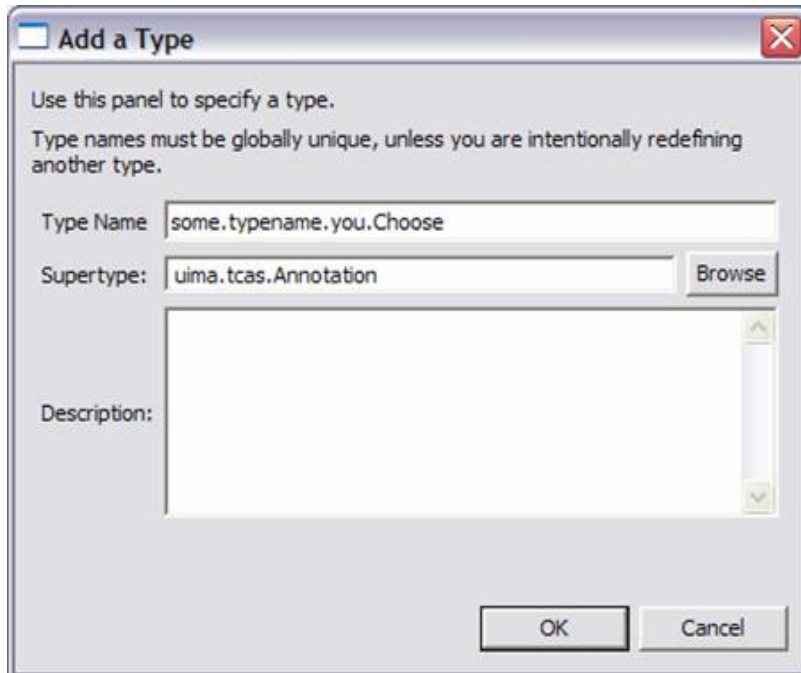 Add a Type
Use this panel to specify a type.
Type names must be globally unique, unless you are intentionally redefining
another type.
Type Name some.typename.you.Choose
Supertype: uima.tcas.Annotation Browse
Description:
OK Cancel